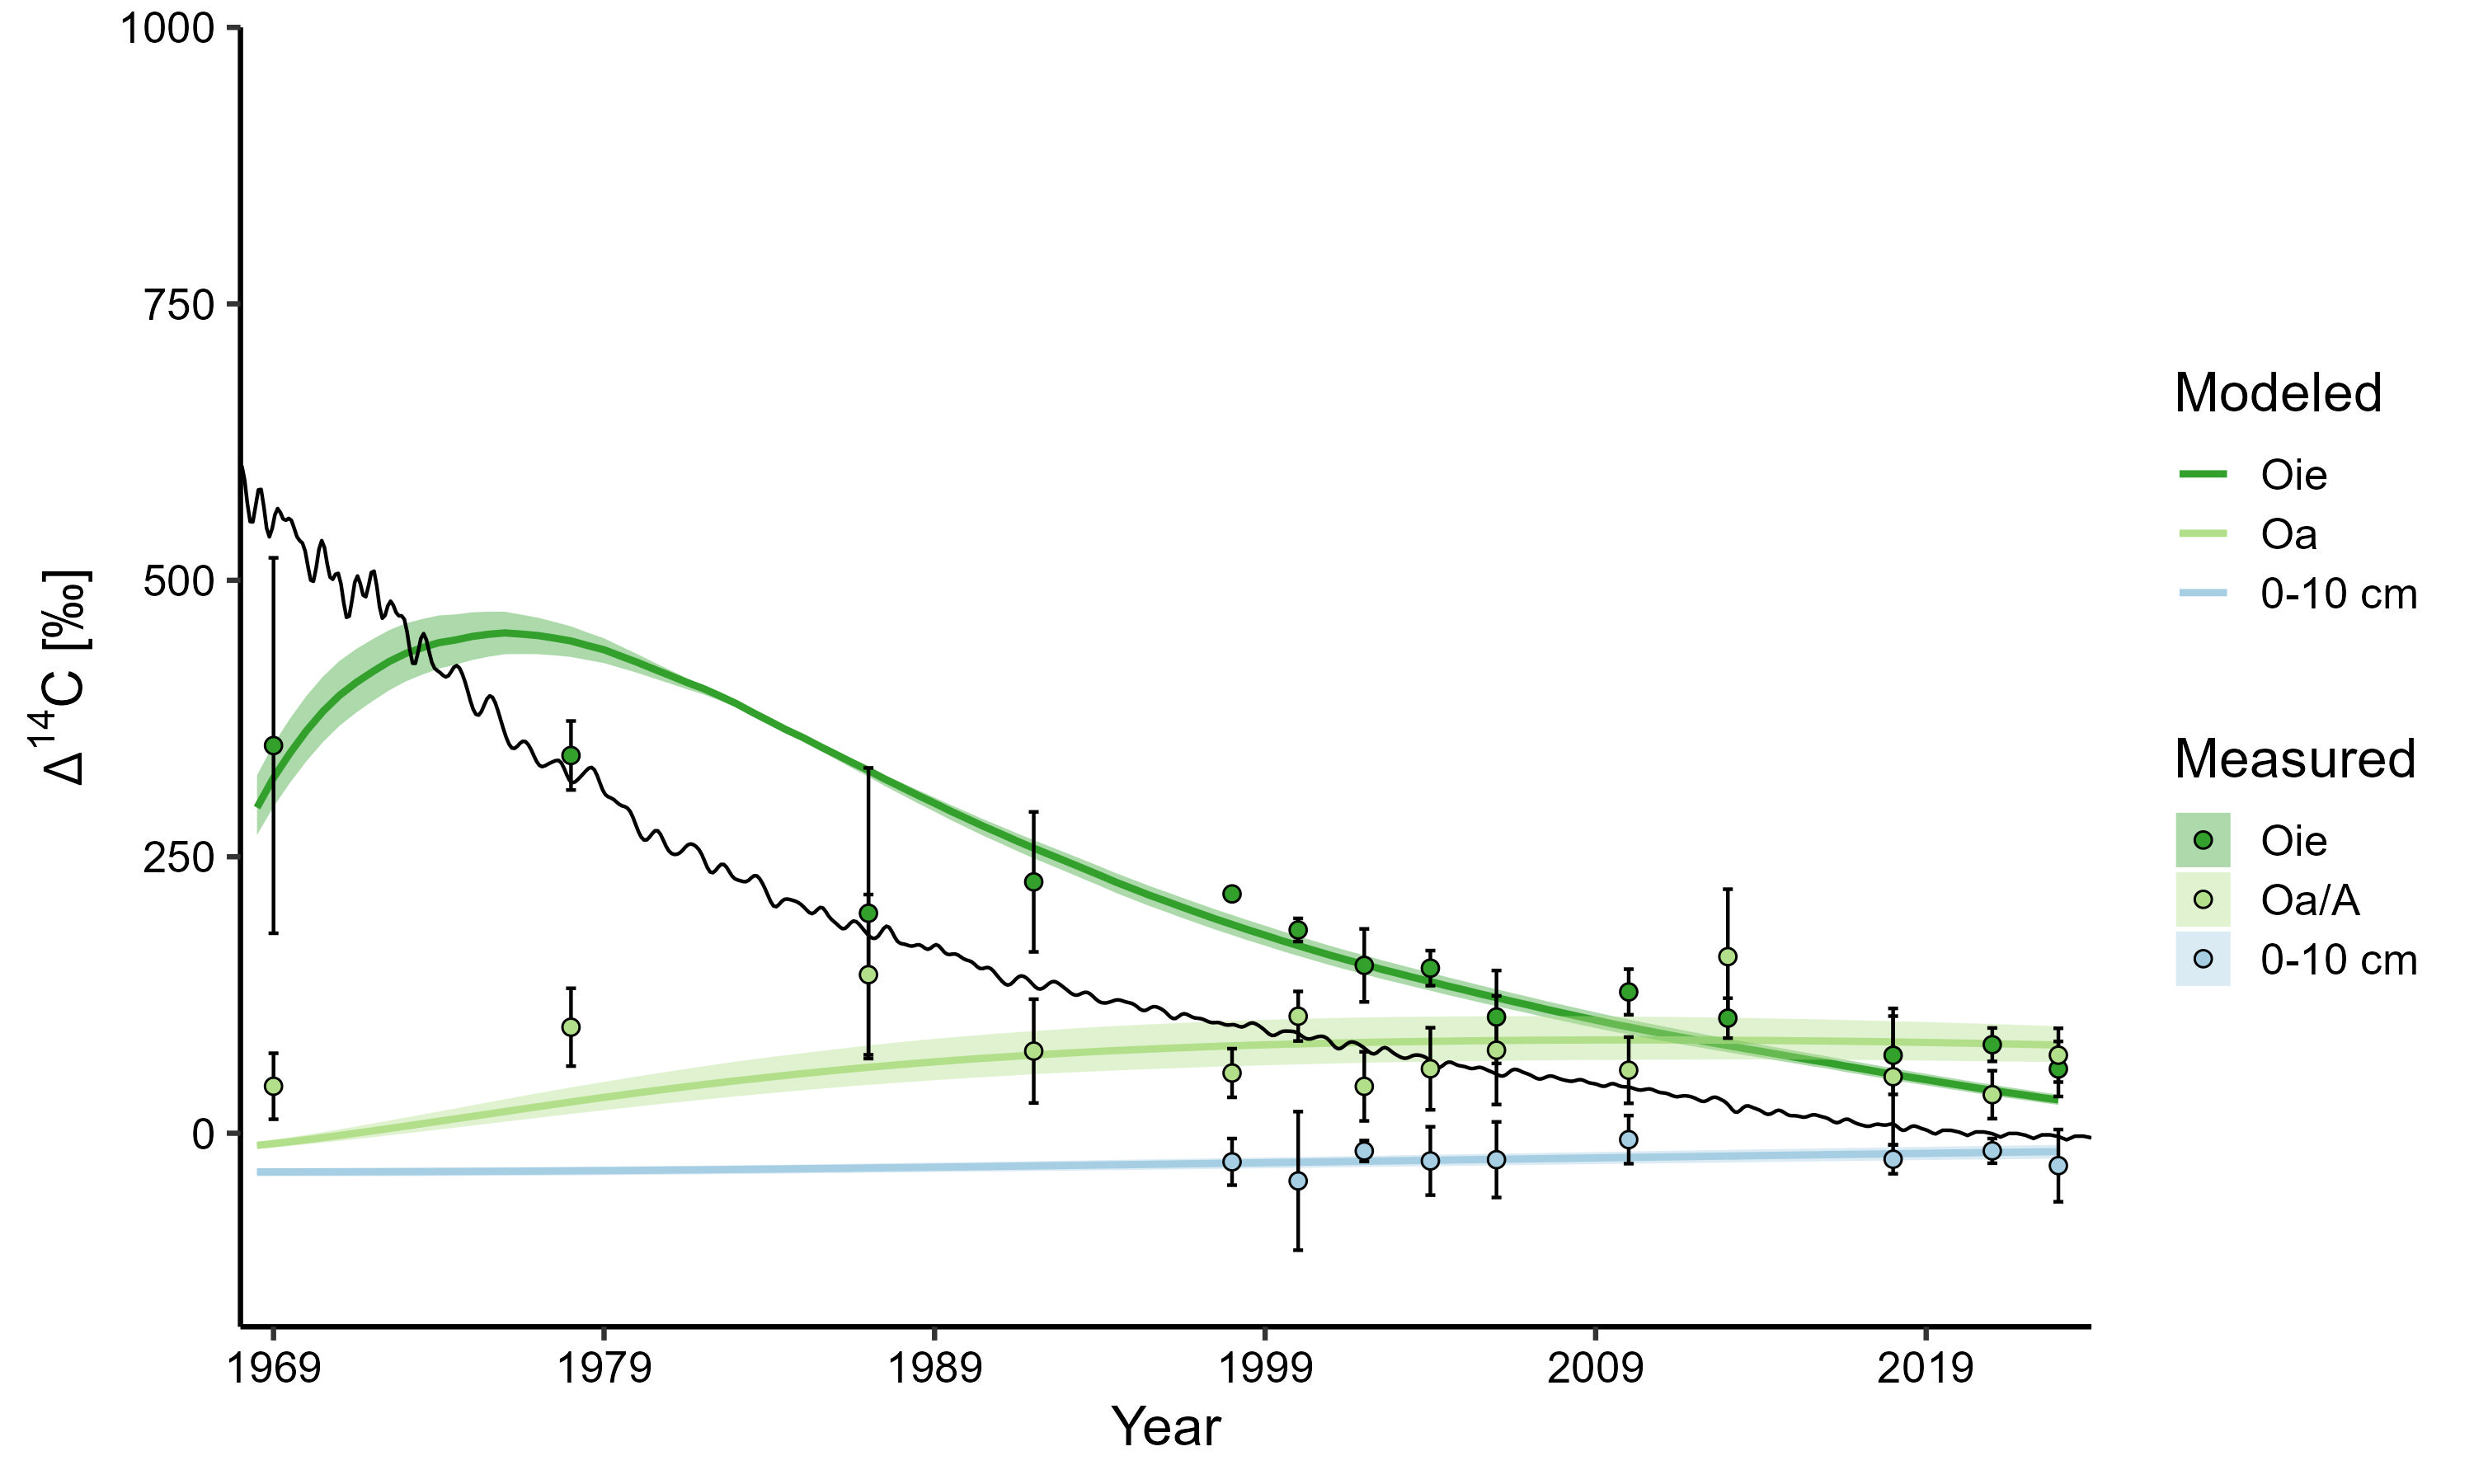 1000
750
500
250
0
Δ ¹⁴C [‰]
1969 1979 1989 1999 2009 2019
Year
Modeled
Oie
Oa
0-10 cm
Measured
Oie
Oa/A
0-10 cm